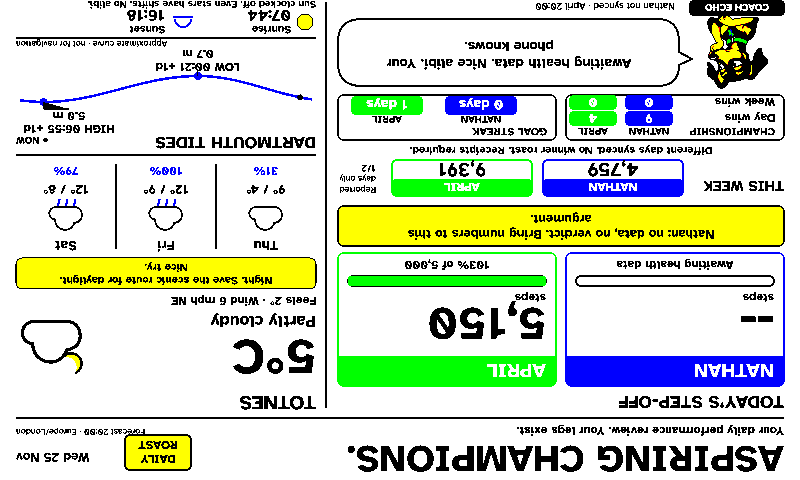 ASPIRING CHAMPIONS.
Your daily performance review. Your legs exist.
DAILY
ROAST
Wed 25 Nov
Forecast 20:00 · Europe/London
TODAY'S STEP-OFF
NATHAN
--
steps
Awaiting health data
APRIL
5,150
steps
103% of 5,000
Nathan: no data, no verdict. Bring numbers to this
argument.
THIS WEEK
NATHAN
4,759
APRIL
9,391
Reported
days only
1/2
Different days synced. No winner roast. Receipts required.
CHAMPIONSHIP
NATHAN
APRIL
Day wins
9
4
Week wins
0
0
GOAL STREAK
NATHAN
0 days
APRIL
1 days
COACH ECHO
Awaiting health data. Nice alibi. Your
phone knows.
Nathan not synced · April 20:00
TOTNES
5°C
Partly cloudy
Feels 2° · Wind 6 mph NE
Night. Save the scenic route for daylight.
Nice try.
Thu
9° / 4°
31%
Fri
12° / 9°
100%
Sat
12° / 8°
79%
DARTMOUTH TIDES
• NOW
HIGH 06:55 +1d
5.0 m
LOW 00:21 +1d
0.7 m
Approximate curve · not for navigation
Sunrise
07:44
Sunset
16:18
Sun clocked off. Even stars have shifts. No alibi.